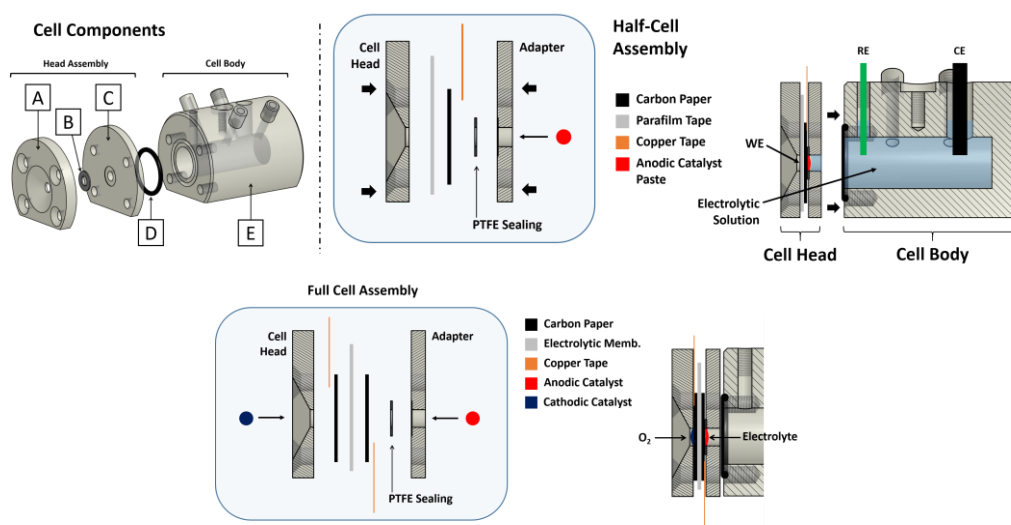 Cell Components
Head Assembly
Cell Body
A
B
C
D
E
Cell
Head
Adapter
PTFE Sealing
Half-Cell
Assembly
Carbon Paper
Parafilm Tape
Copper Tape
Anodic Catalyst
Paste
RE
CE
WE
Electrolytic
Solution
Cell Head
Cell Body
Full Cell Assembly
Cell
Head
Adapter
PTFE Sealing
Carbon Paper
Electrolytic Memb.
Copper Tape
Anodic Catalyst
Cathodic Catalyst
O₂
Electrolyte